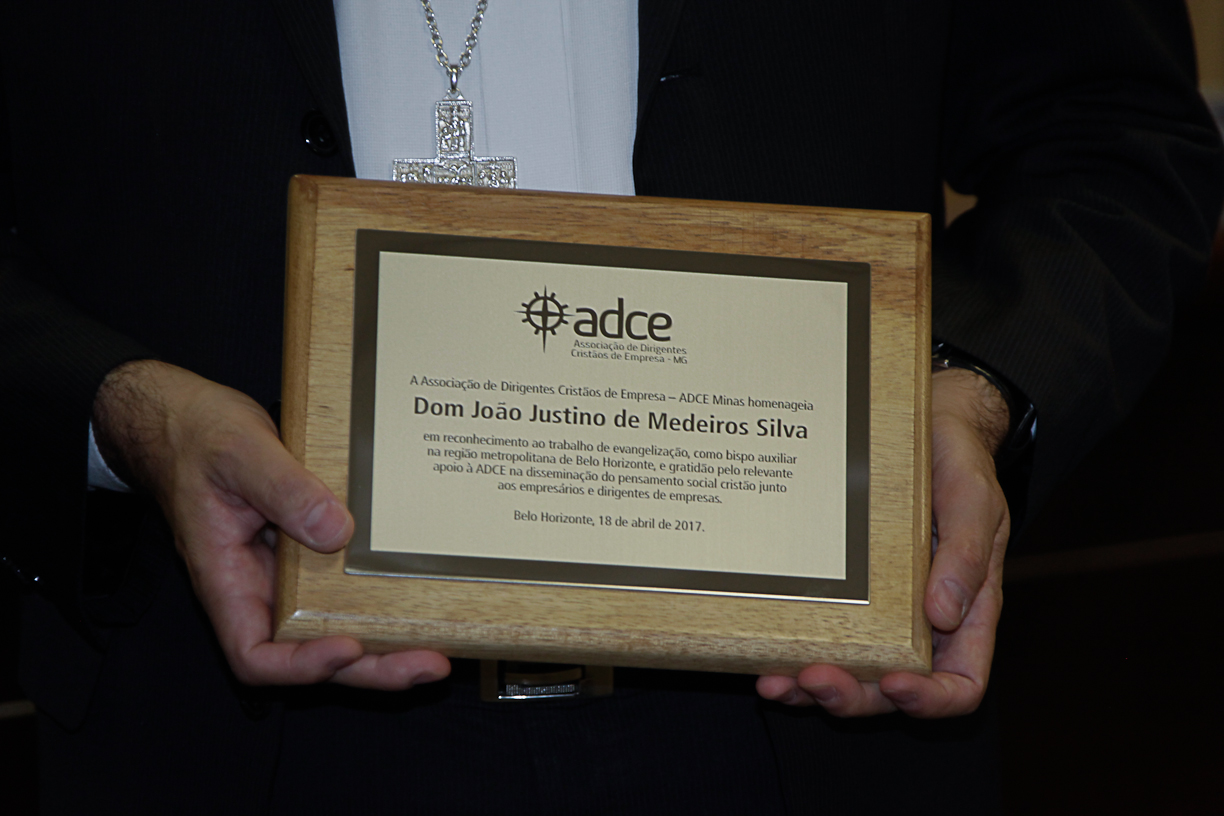 adce
Associação de Dirigentes
Cristãos de Empresa - MG
A Associação de Dirigentes Cristãos de Empresa – ADCE Minas homenageia
Dom João Justino de Medeiros Silva
em reconhecimento ao trabalho de evangelização, como bispo auxiliar
na região metropolitana de Belo Horizonte, e gratidão pelo relevante
apoio à ADCE na disseminação do pensamento social cristão junto
aos empresários e dirigentes de empresas.
Belo Horizonte, 18 de abril de 2017.